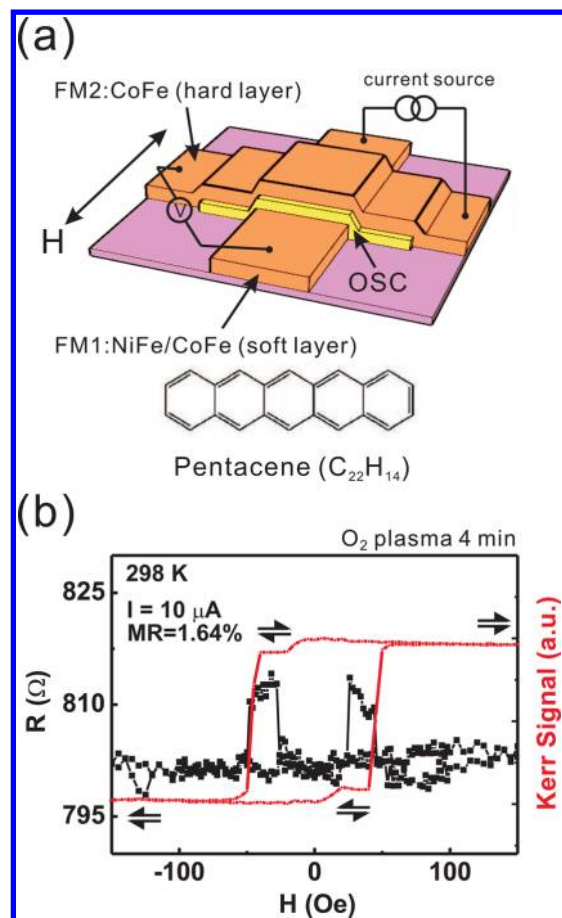 (a)
FM2:CoFe (hard layer)
current source
V
H
OSC
FM1:NiFe/CoFe (soft layer)
Pentacene (C₂₂H₁₄)
(b)
O₂ plasma 4 min
298 K
I = 10 μA
MR=1.64%
825
810
795
R (Ω)
Kerr Signal (a.u.)
-100 0 100
H (Oe)